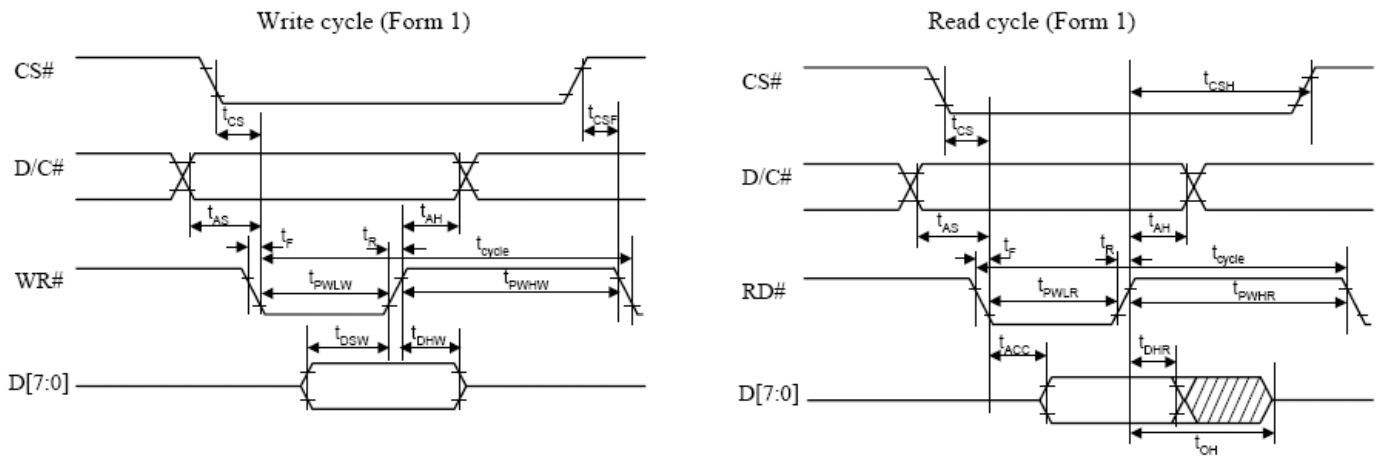 Write cycle (Form 1)
CS#
tCS
tCSF
D/C#
tAS
tAH
tF
tR
tcycle
WR#
tPWLW
tPWHW
tDSW
tDHW
D[7:0]
Read cycle (Form 1)
CS#
tCSH
tCS
D/C#
tAS
tAH
tF
tR
tcycle
RD#
tPWLR
tPWHR
tACC
tDHR
D[7:0]
tOH